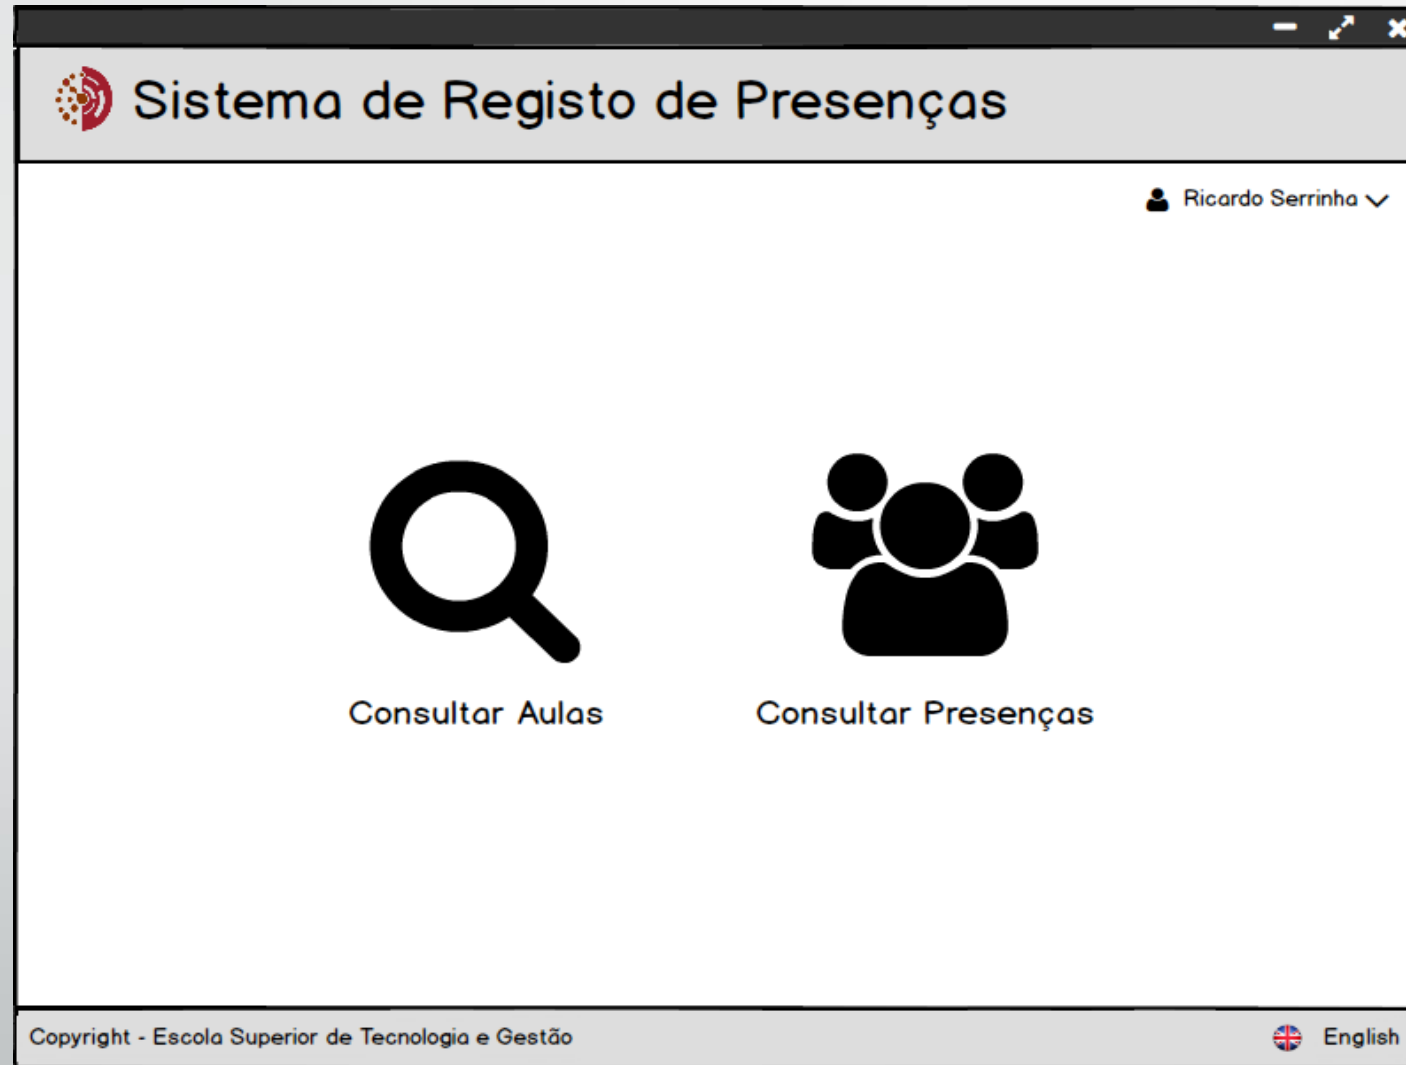 Sistema de Registo de Presenças
Ricardo Serrinha
Consultar Aulas
Consultar Presenças
Copyright - Escola Superior de Tecnologia e Gestão
English